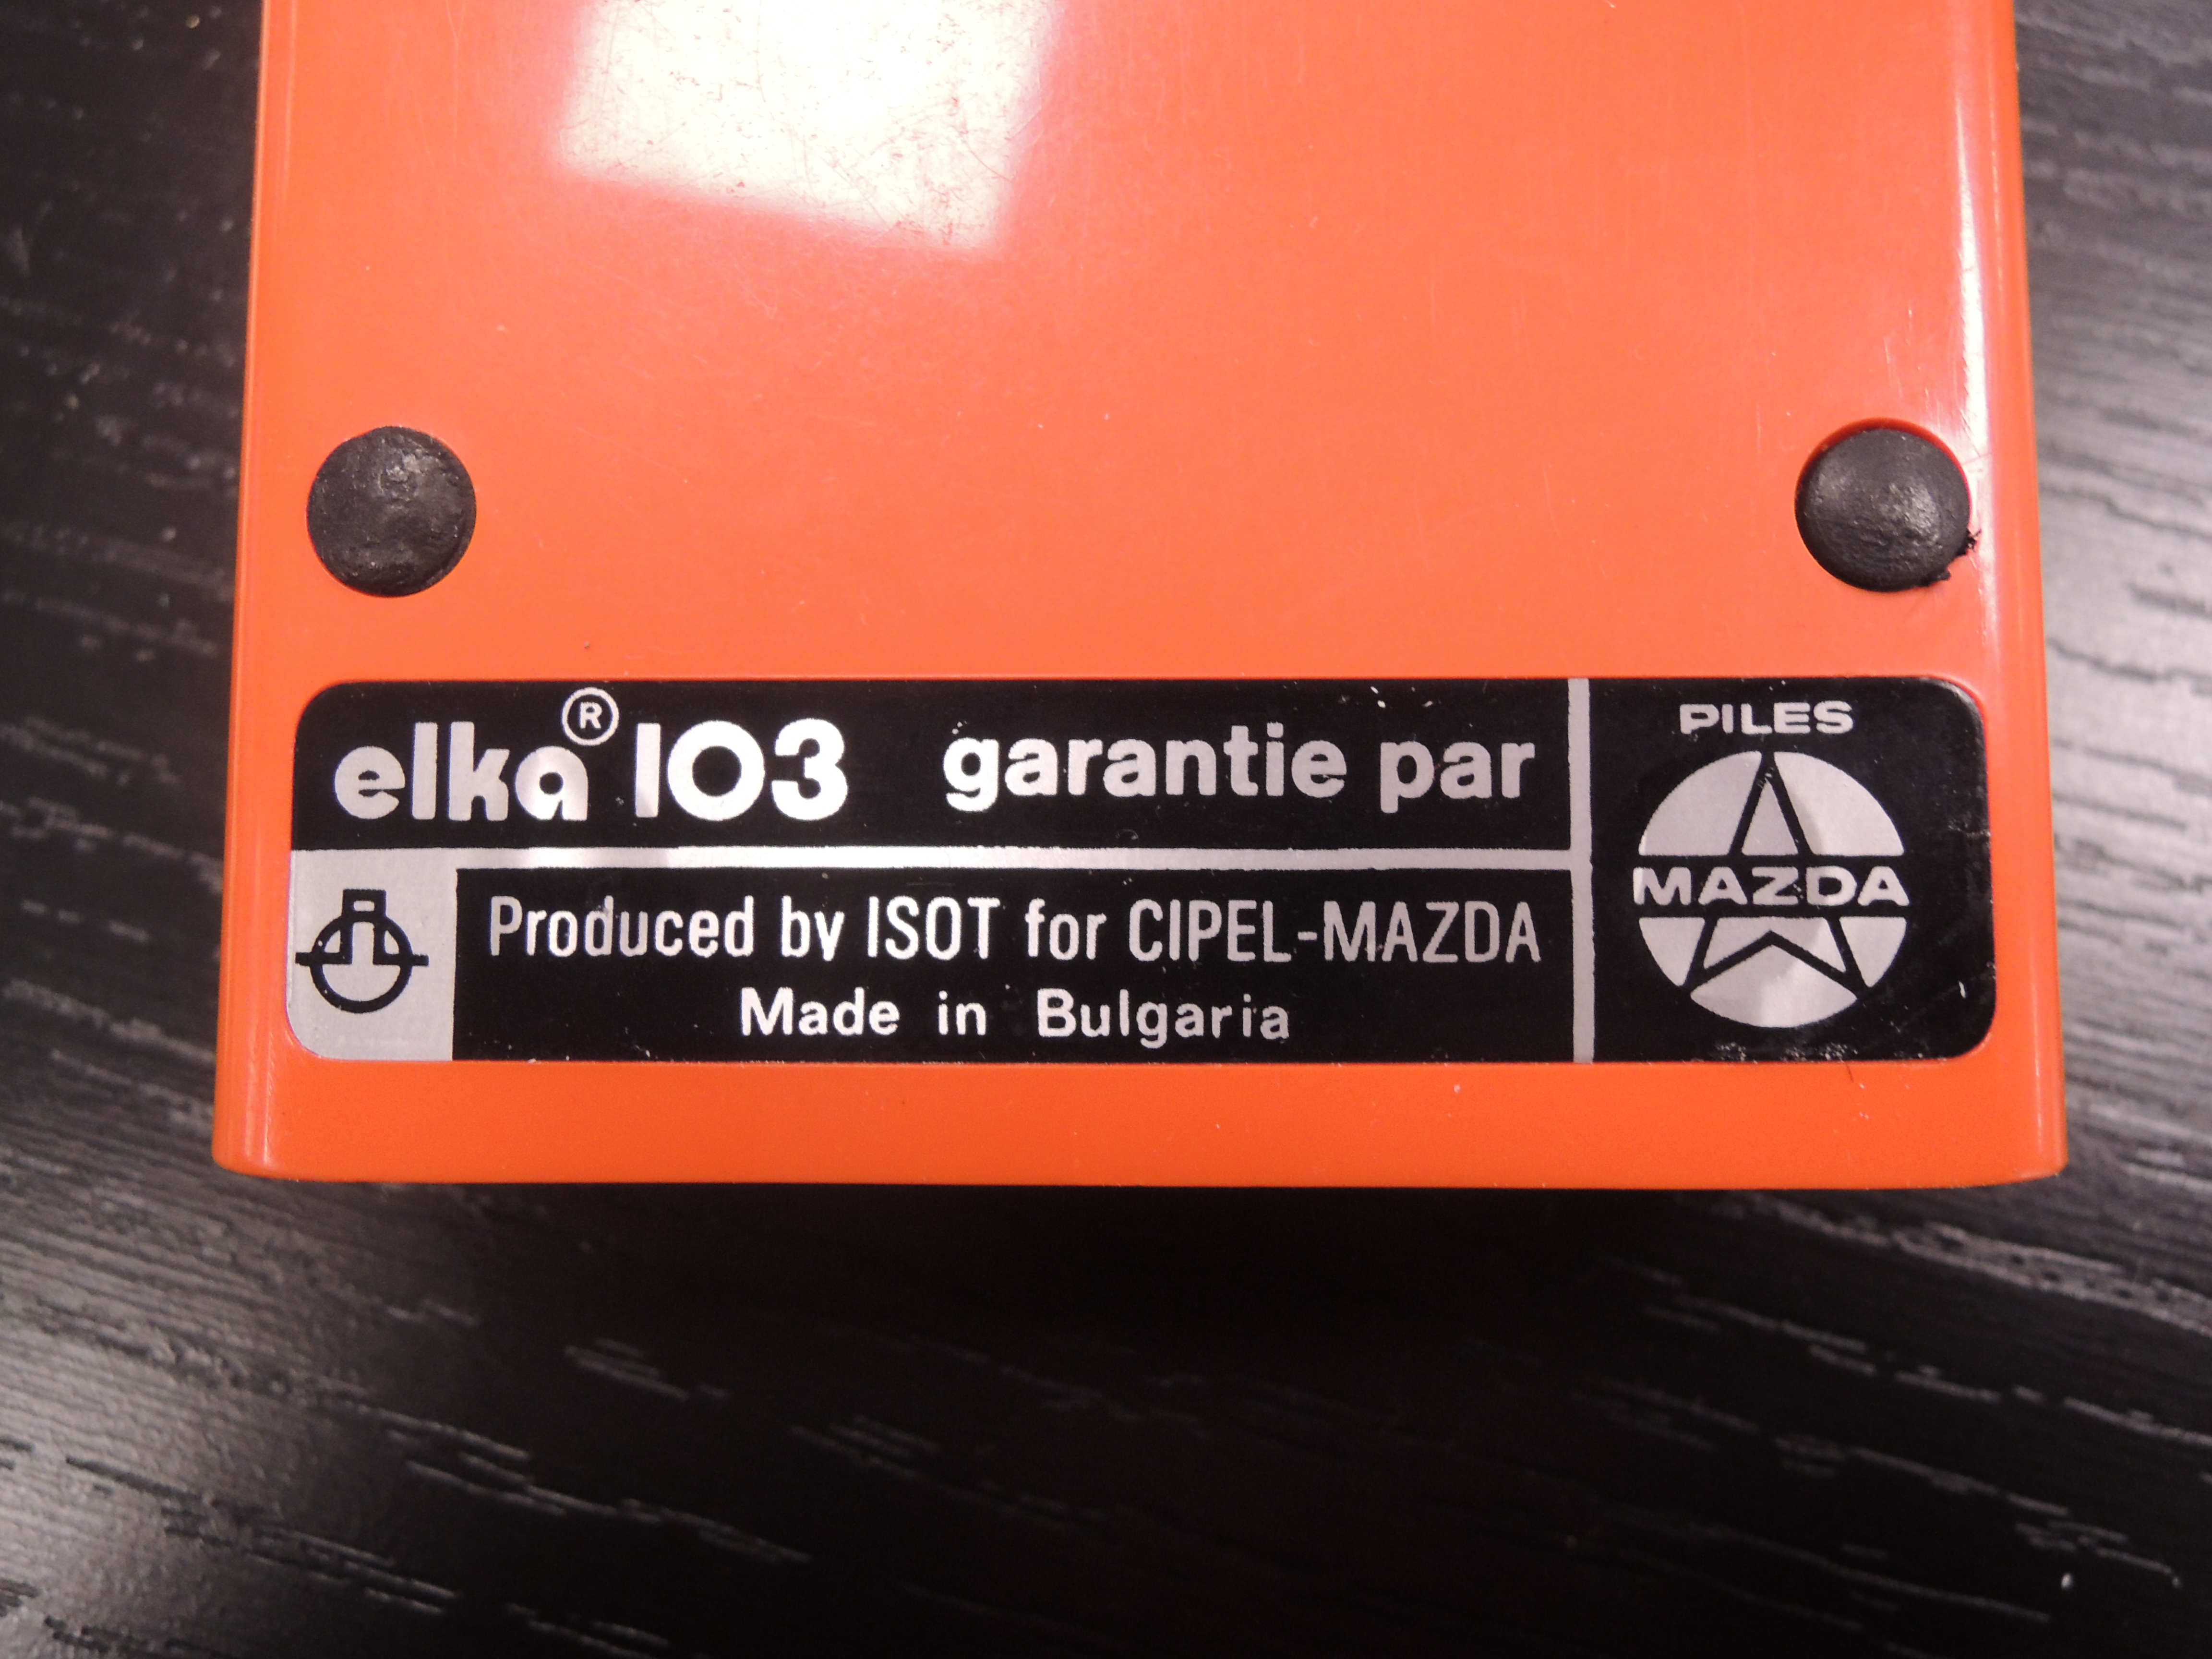 elka® 103 garantie par
Produced by ISOT for CIPEL-MAZDA
Made in Bulgaria
PILES
MAZDA